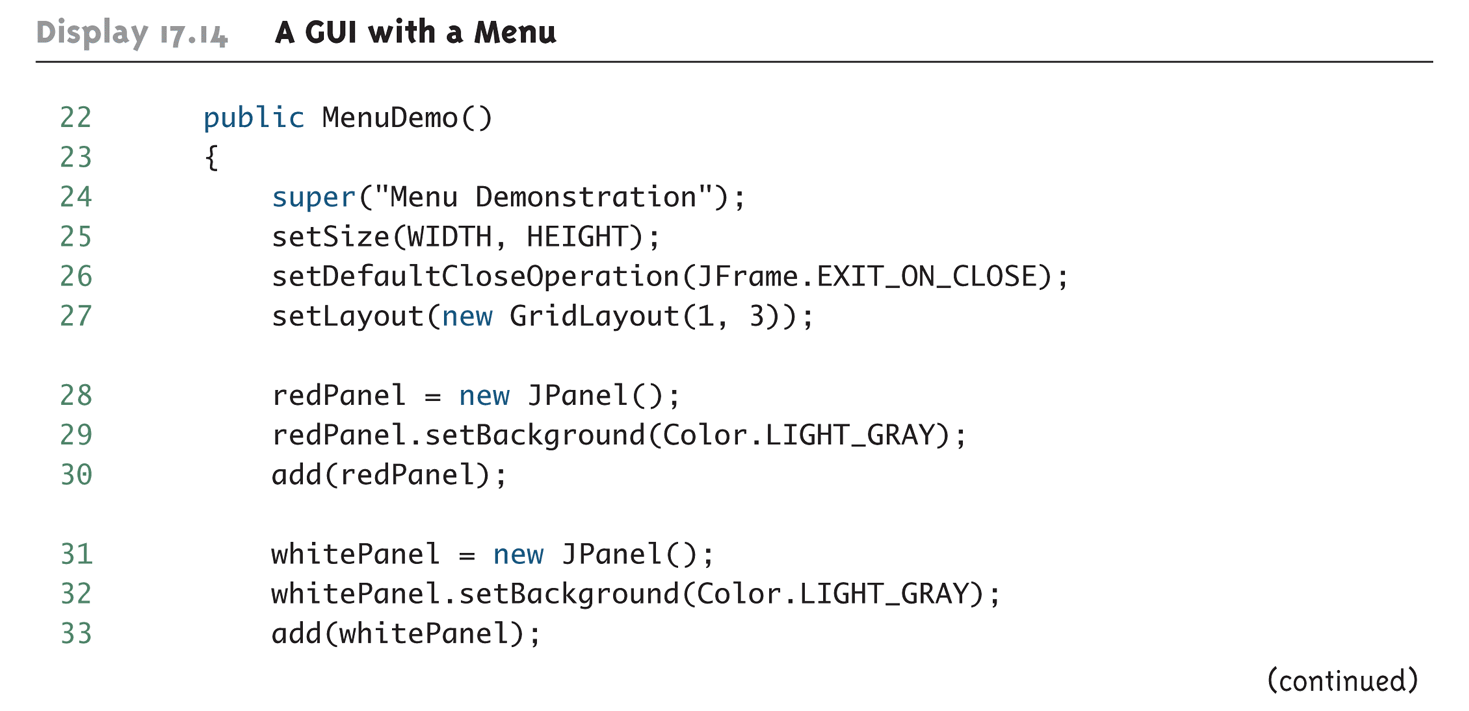 Display 17.14 A GUI with a Menu
22 public MenuDemo()
23 {
24 super("Menu Demonstration");
25 setSize(WIDTH, HEIGHT);
26 setDefaultCloseOperation(JFrame.EXIT_ON_CLOSE);
27 setLayout(new GridLayout(1, 3));
28 redPanel = new JPanel();
29 redPanel.setBackground(Color.LIGHT_GRAY);
30 add(redPanel);
31 whitePanel = new JPanel();
32 whitePanel.setBackground(Color.LIGHT_GRAY);
33 add(whitePanel);
(continued)